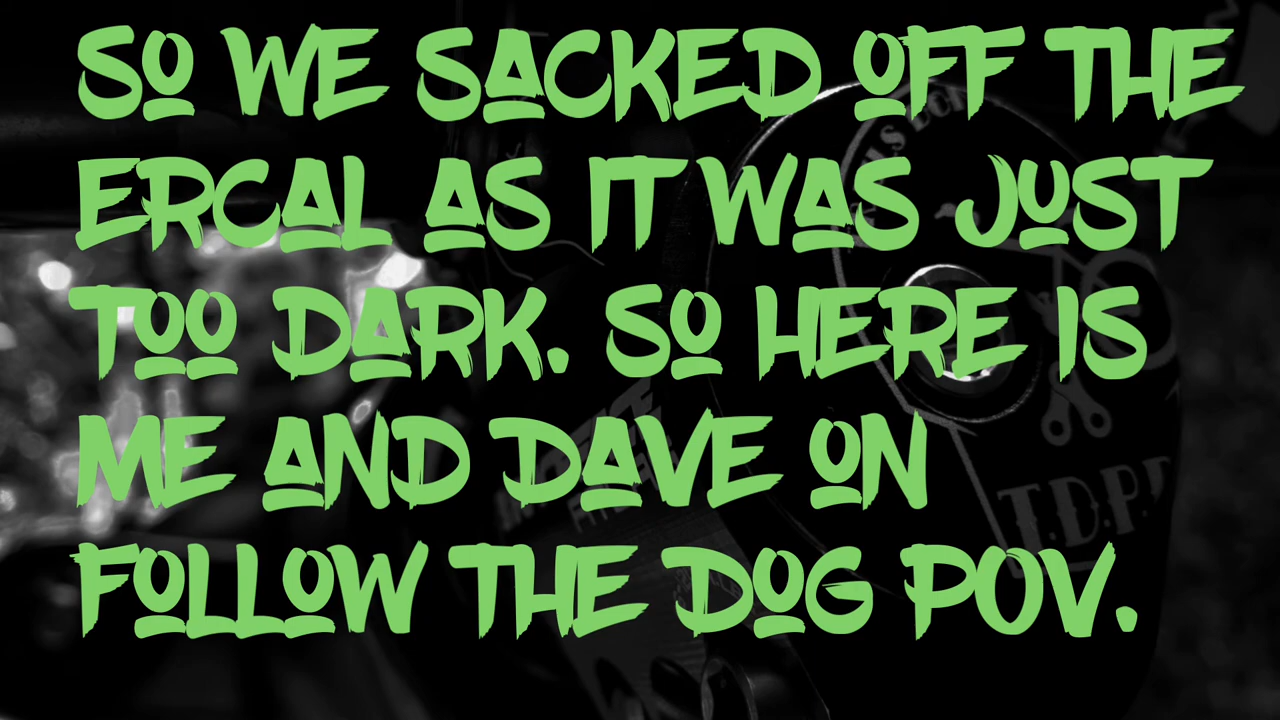 SO WE SACKED OFF THE
ERCAL AS IT WAS JUST
TOO DARK. SO HERE IS
ME AND DAVE ON
FOLLOW THE DOG POV.
T.D.P.